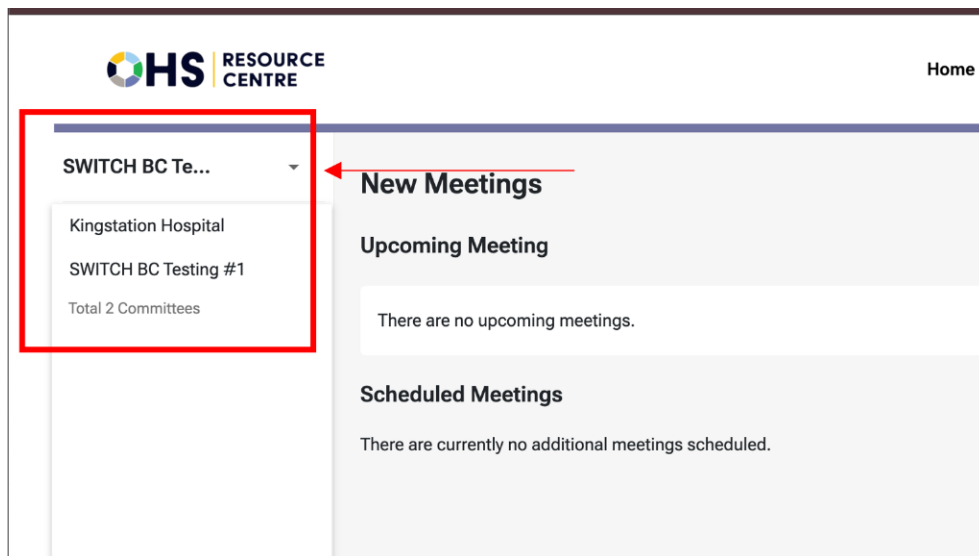 OHS RESOURCE
CENTRE
Home
SWITCH BC Te...
Kingstation Hospital
SWITCH BC Testing #1
Total 2 Committees
New Meetings
Upcoming Meeting
There are no upcoming meetings.
Scheduled Meetings
There are currently no additional meetings scheduled.